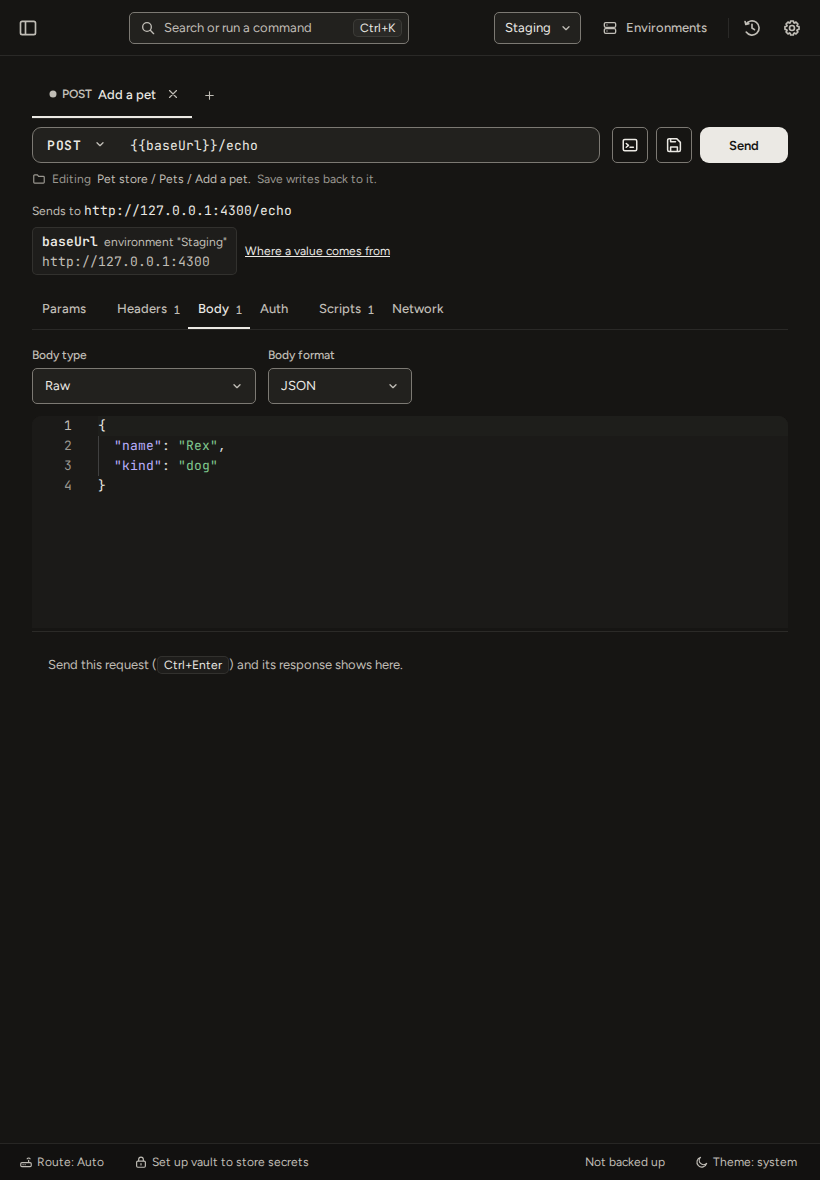 Search or run a command Ctrl+K Staging Environments
POST Add a pet
POST {{baseUrl}}/echo Send
Editing Pet store / Pets / Add a pet. Save writes back to it.
Sends to http://127.0.0.1:4300/echo
baseUrl environment "Staging"
http://127.0.0.1:4300
Where a value comes from
Params Headers 1 Body 1 Auth Scripts 1 Network
Body type Body format
Raw JSON
1 {
2 "name": "Rex",
3 "kind": "dog"
4 }
Send this request (Ctrl+Enter) and its response shows here.
Route: Auto Set up vault to store secrets Not backed up Theme: system